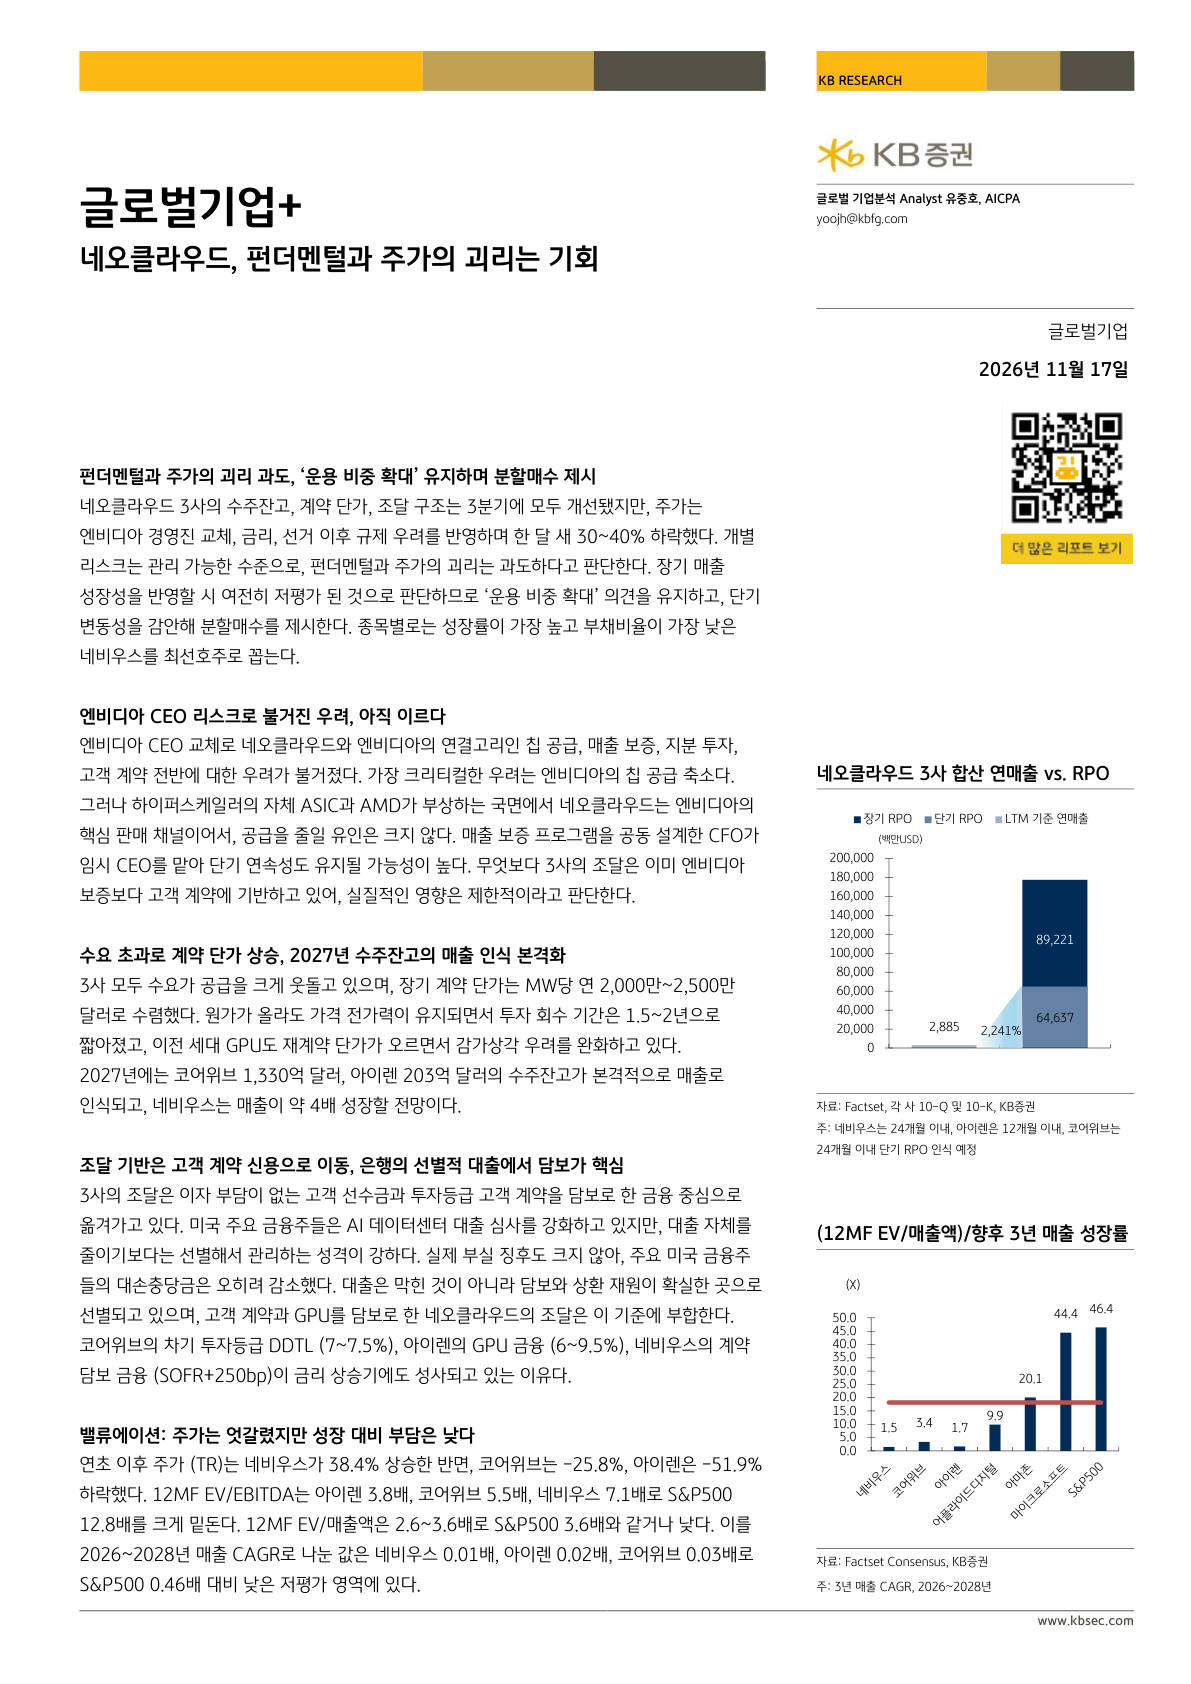 KB RESEARCH
KB증권
글로벌 기업분석 Analyst 유중호, AICPA
yoojh@kbfg.com
글로벌기업+
네오클라우드, 펀더멘털과 주가의 괴리는 기회
글로벌기업
2026년 11월 17일
더 많은 리포트 보기
펀더멘털과 주가의 괴리 과도, ‘운용 비중 확대’ 유지하며 분할매수 제시
네오클라우드 3사의 수주잔고, 계약 단가, 조달 구조는 3분기에 모두 개선됐지만, 주가는
엔비디아 경영진 교체, 금리, 선거 이후 규제 우려를 반영하며 한 달 새 30~40% 하락했다. 개별
리스크는 관리 가능한 수준으로, 펀더멘털과 주가의 괴리는 과도하다고 판단한다. 장기 매출
성장성을 반영할 시 여전히 저평가 된 것으로 판단하므로 ‘운용 비중 확대’ 의견을 유지하고, 단기
변동성을 감안해 분할매수를 제시한다. 종목별로는 성장률이 가장 높고 부채비율이 가장 낮은
네비우스를 최선호주로 꼽는다.
엔비디아 CEO 리스크로 불거진 우려, 아직 이르다
엔비디아 CEO 교체로 네오클라우드와 엔비디아의 연결고리인 칩 공급, 매출 보증, 지분 투자,
고객 계약 전반에 대한 우려가 불거졌다. 가장 크리티컬한 우려는 엔비디아의 칩 공급 축소다.
그러나 하이퍼스케일러의 자체 ASIC과 AMD가 부상하는 국면에서 네오클라우드는 엔비디아의
핵심 판매 채널이어서, 공급을 줄일 유인은 크지 않다. 매출 보증 프로그램을 공동 설계한 CFO가
임시 CEO를 맡아 단기 연속성도 유지될 가능성이 높다. 무엇보다 3사의 조달은 이미 엔비디아
보증보다 고객 계약에 기반하고 있어, 실질적인 영향은 제한적이라고 판단한다.
수요 초과로 계약 단가 상승, 2027년 수주잔고의 매출 인식 본격화
3사 모두 수요가 공급을 크게 웃돌고 있으며, 장기 계약 단가는 MW당 연 2,000만~2,500만
달러로 수렴했다. 원가가 올라도 가격 전가력이 유지되면서 투자 회수 기간은 1.5~2년으로
짧아졌고, 이전 세대 GPU도 재계약 단가가 오르면서 감가상각 우려를 완화하고 있다.
2027년에는 코어위브 1,330억 달러, 아이렌 203억 달러의 수주잔고가 본격적으로 매출로
인식되고, 네비우스는 매출이 약 4배 성장할 전망이다.
조달 기반은 고객 계약 신용으로 이동, 은행의 선별적 대출에서 담보가 핵심
3사의 조달은 이자 부담이 없는 고객 선수금과 투자등급 고객 계약을 담보로 한 금융 중심으로
옮겨가고 있다. 미국 주요 금융주들은 AI 데이터센터 대출 심사를 강화하고 있지만, 대출 자체를
줄이기보다는 선별해서 관리하는 성격이 강하다. 실제 부실 징후도 크지 않아, 주요 미국 금융주
들의 대손충당금은 오히려 감소했다. 대출은 막힌 것이 아니라 담보와 상환 재원이 확실한 곳으로
선별되고 있으며, 고객 계약과 GPU를 담보로 한 네오클라우드의 조달은 이 기준에 부합한다.
코어위브의 차기 투자등급 DDTL (7~7.5%), 아이렌의 GPU 금융 (6~9.5%), 네비우스의 계약
담보 금융 (SOFR+250bp)이 금리 상승기에도 성사되고 있는 이유다.
밸류에이션: 주가는 엇갈렸지만 성장 대비 부담은 낮다
연초 이후 주가 (TR)는 네비우스가 38.4% 상승한 반면, 코어위브는 -25.8%, 아이렌은 -51.9%
하락했다. 12MF EV/EBITDA는 아이렌 3.8배, 코어위브 5.5배, 네비우스 7.1배로 S&P500
12.8배를 크게 밑돈다. 12MF EV/매출액은 2.6~3.6배로 S&P500 3.6배와 같거나 낮다. 이를
2026~2028년 매출 CAGR로 나눈 값은 네비우스 0.01배, 아이렌 0.02배, 코어위브 0.03배로
S&P500 0.46배 대비 낮은 저평가 영역에 있다.
네오클라우드 3사 합산 연매출 vs. RPO
장기 RPO 단기 RPO LTM 기준 연매출
(백만USD)
200,000
180,000
160,000
140,000
120,000
100,000
80,000
60,000
40,000
20,000
0
2,885
2,241%
89,221
64,637
자료: Factset, 각 사 10-Q 및 10-K, KB증권
주: 네비우스는 24개월 이내, 아이렌은 12개월 이내, 코어위브는
24개월 이내 단기 RPO 인식 예정
(12MF EV/매출액)/향후 3년 매출 성장률
(X)
50.0
45.0
40.0
35.0
30.0
25.0
20.0
15.0
10.0
5.0
0.0
1.5
3.4
1.7
9.9
20.1
44.4
46.4
네비우스
코어위브
아이렌
어플라이드디지털
아마존
마이크로소프트
S&P500
자료: Factset Consensus, KB증권
주: 3년 매출 CAGR, 2026~2028년
www.kbsec.com